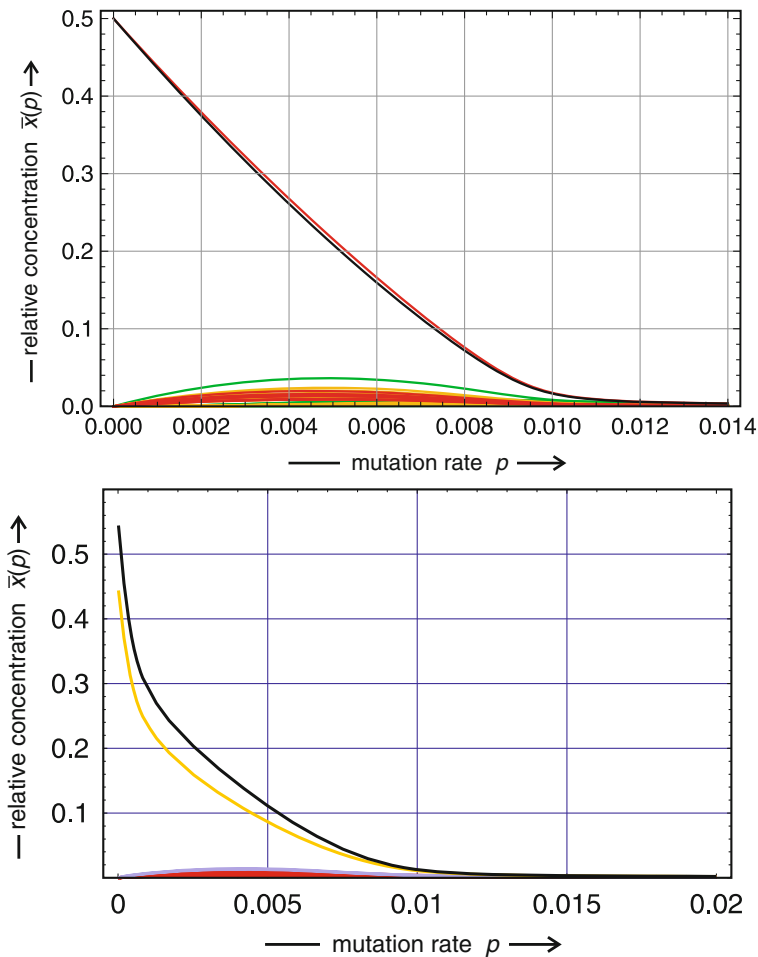 0.5
0.4
0.3
0.2
0.1
0.0
— relative concentration x̄(p) →
0.000 0.002 0.004 0.006 0.008 0.010 0.012 0.014
— mutation rate p →
0.5
0.4
0.3
0.2
0.1
— relative concentration x̄(p) →
0 0.005 0.01 0.015 0.02
— mutation rate p →